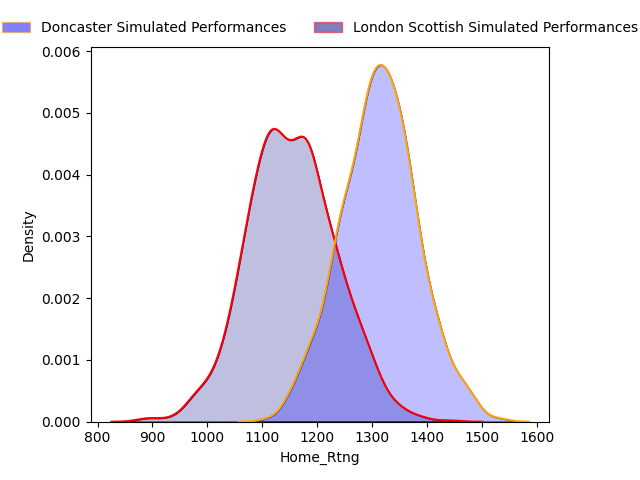 Doncaster Simulated Performances London Scottish Simulated Performances
0.006
0.005
0.004
0.003
0.002
0.001
0.000
Density
800 900 1000 1100 1200 1300 1400 1500 1600
Home_Rtng